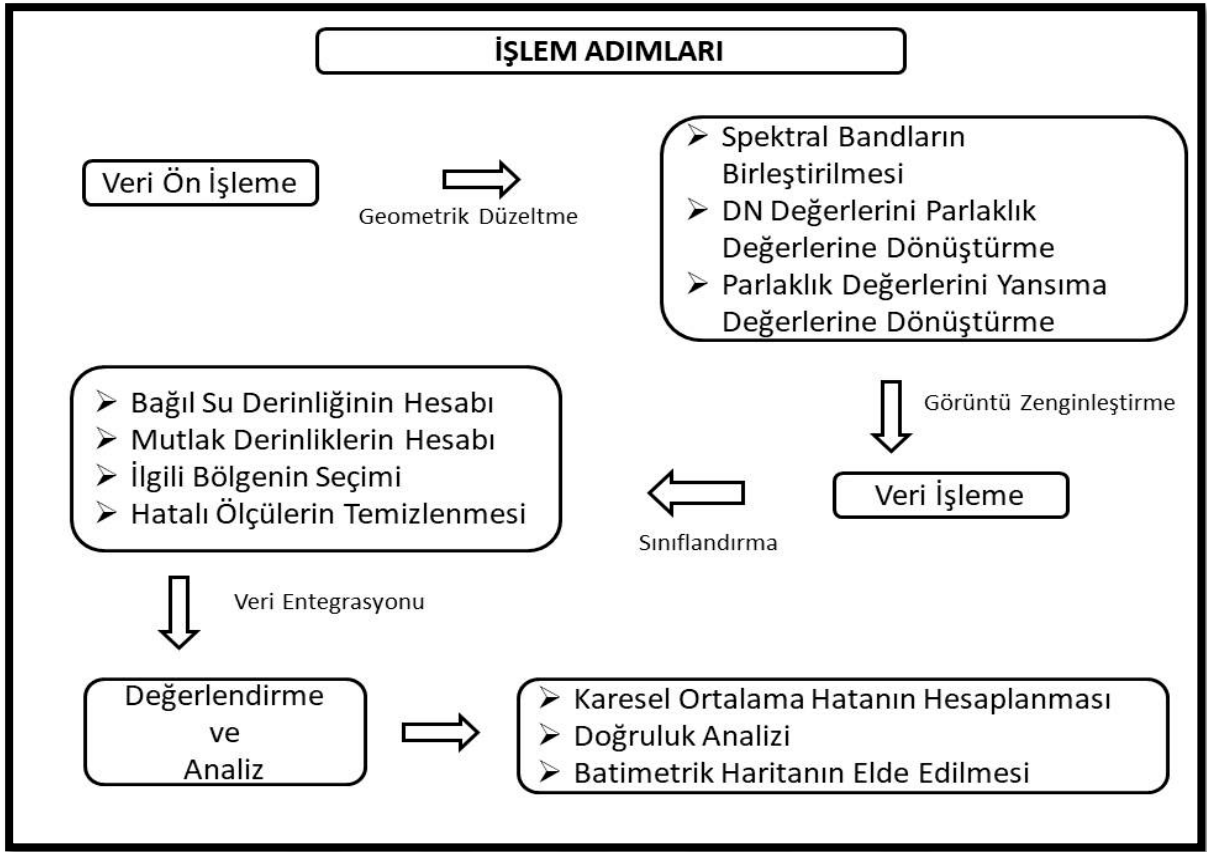 İŞLEM ADIMLARI
Veri Ön İşleme
Geometrik Düzeltme
➢ Spektral Bandların
Birleştirilmesi
➢ DN Değerlerini Parlaklık
Değerlerine Dönüştürme
➢ Parlaklık Değerlerini Yansıma
Değerlerine Dönüştürme
Görüntü Zenginleştirme
Veri İşleme
Sınıflandırma
➢ Bağıl Su Derinliğinin Hesabı
➢ Mutlak Derinliklerin Hesabı
➢ İlgili Bölgenin Seçimi
➢ Hatalı Ölçülerin Temizlenmesi
Veri Entegrasyonu
Değerlendirme
ve
Analiz
➢ Karesel Ortalama Hatanın Hesaplanması
➢ Doğruluk Analizi
➢ Batimetrik Haritanın Elde Edilmesi